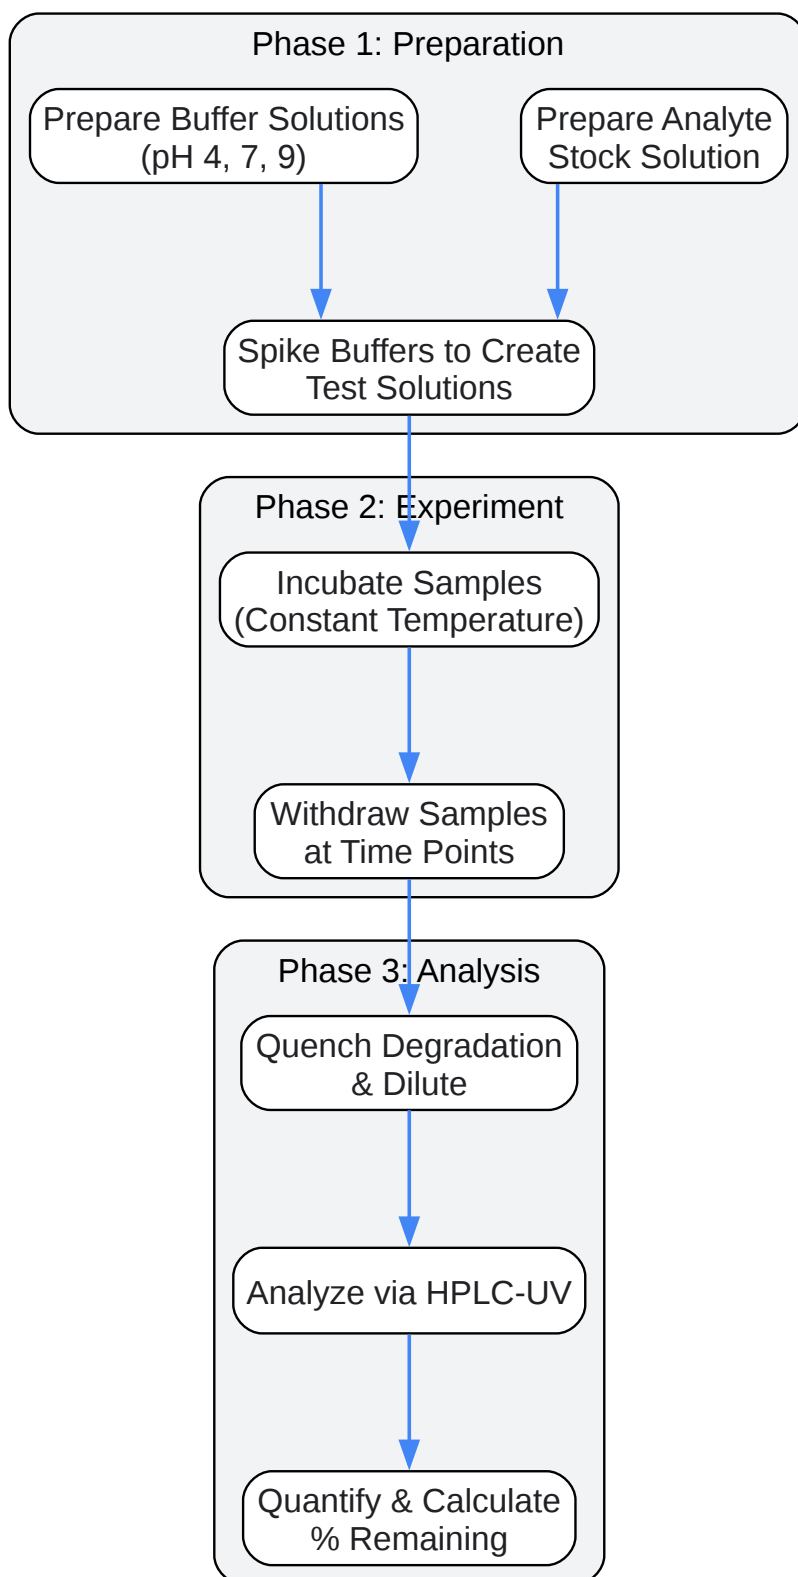 Phase 1: Preparation
Prepare Buffer Solutions
(pH 4, 7, 9)
Prepare Analyte
Stock Solution
Spike Buffers to Create
Test Solutions
Phase 2: Experiment
Incubate Samples
(Constant Temperature)
Withdraw Samples
at Time Points
Phase 3: Analysis
Quench Degradation
& Dilute
Analyze via HPLC-UV
Quantify & Calculate
% Remaining